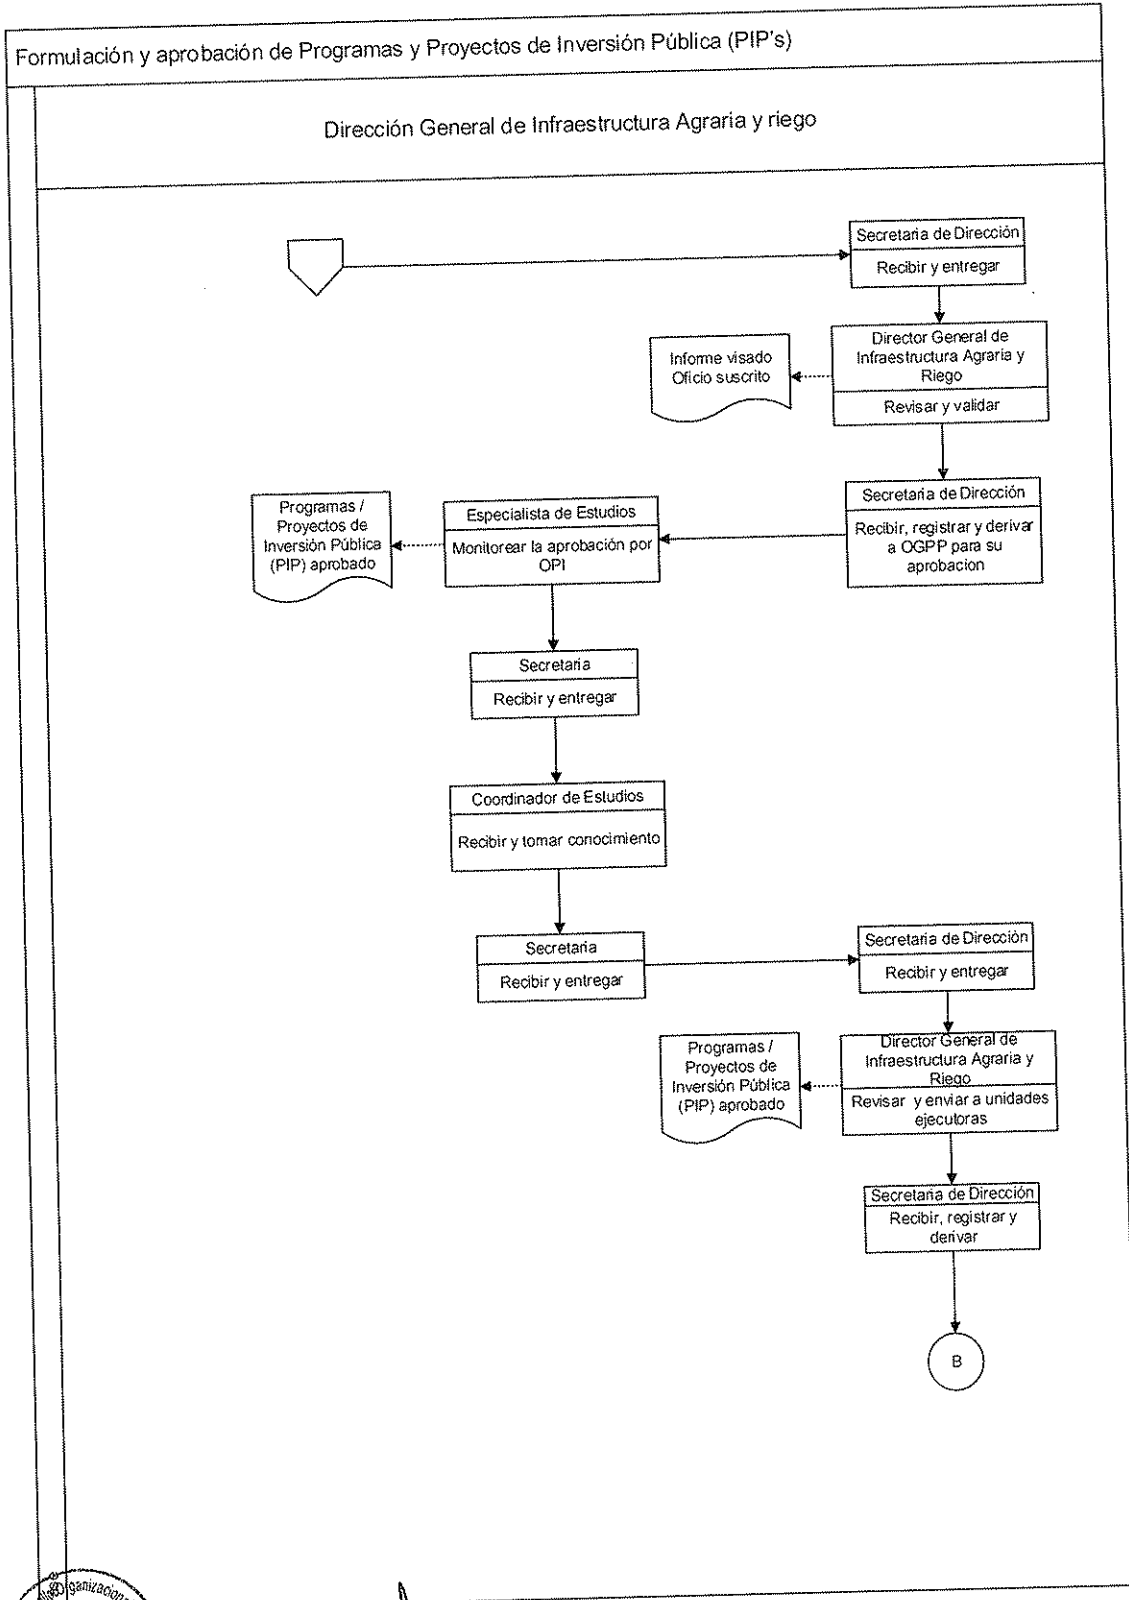 Formulación y aprobación de Programas y Proyectos de Inversión Pública (PIP's)
Dirección General de Infraestructura Agraria y riego
Secretaria de Dirección
Recibir y entregar
Director General de
Infraestructura Agraria y
Riego
Revisar y validar
Informe visado
Oficio suscrito
Secretaria de Dirección
Recibir, registrar y derivar
a OGPP para su
aprobacion
Especialista de Estudios
Monitorear la aprobación por
OPI
Programas /
Proyectos de
Inversión Pública
(PIP) aprobado
Secretaria
Recibir y entregar
Coordinador de Estudios
Recibir y tomar conocimiento
Secretaria
Recibir y entregar
Secretaria de Dirección
Recibir y entregar
Director General de
Infraestructura Agraria y
Riego
Revisar y enviar a unidades
ejecutoras
Programas /
Proyectos de
Inversión Pública
(PIP) aprobado
Secretaria de Dirección
Recibir, registrar y
derivar
B